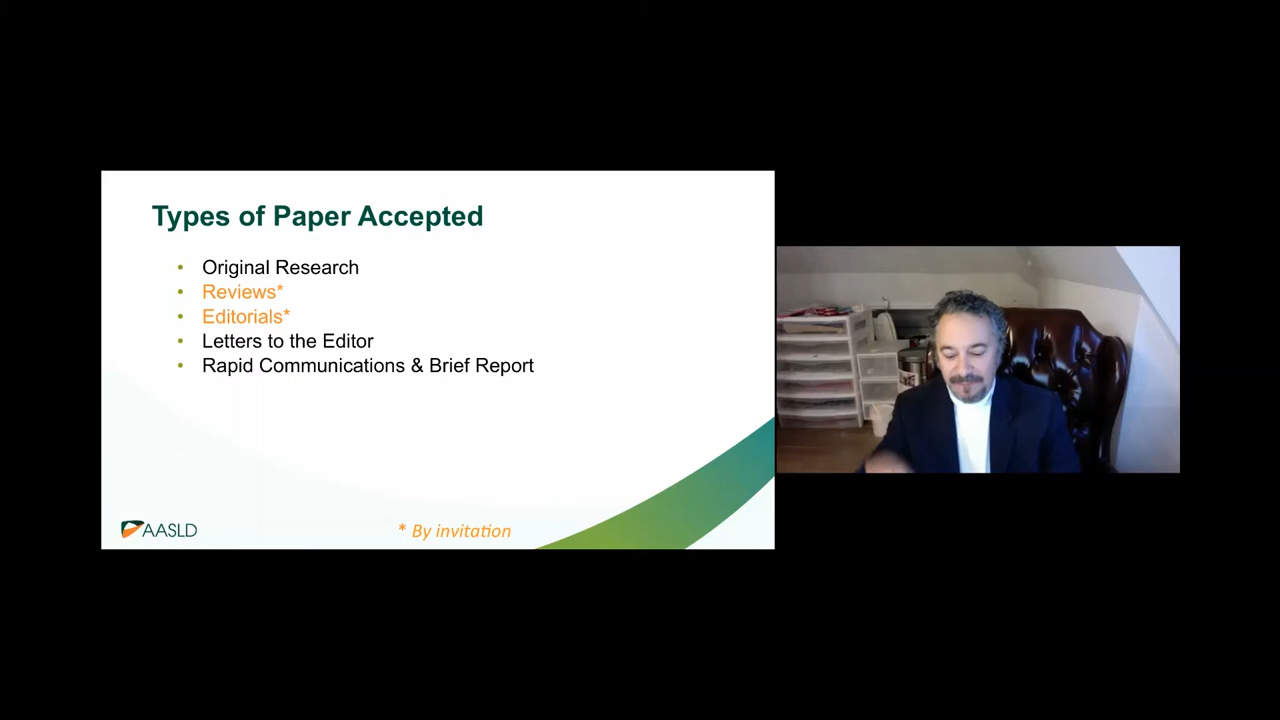 Types of Paper Accepted
• Original Research
• Reviews*
• Editorials*
• Letters to the Editor
• Rapid Communications & Brief Report
AASLD
* By invitation